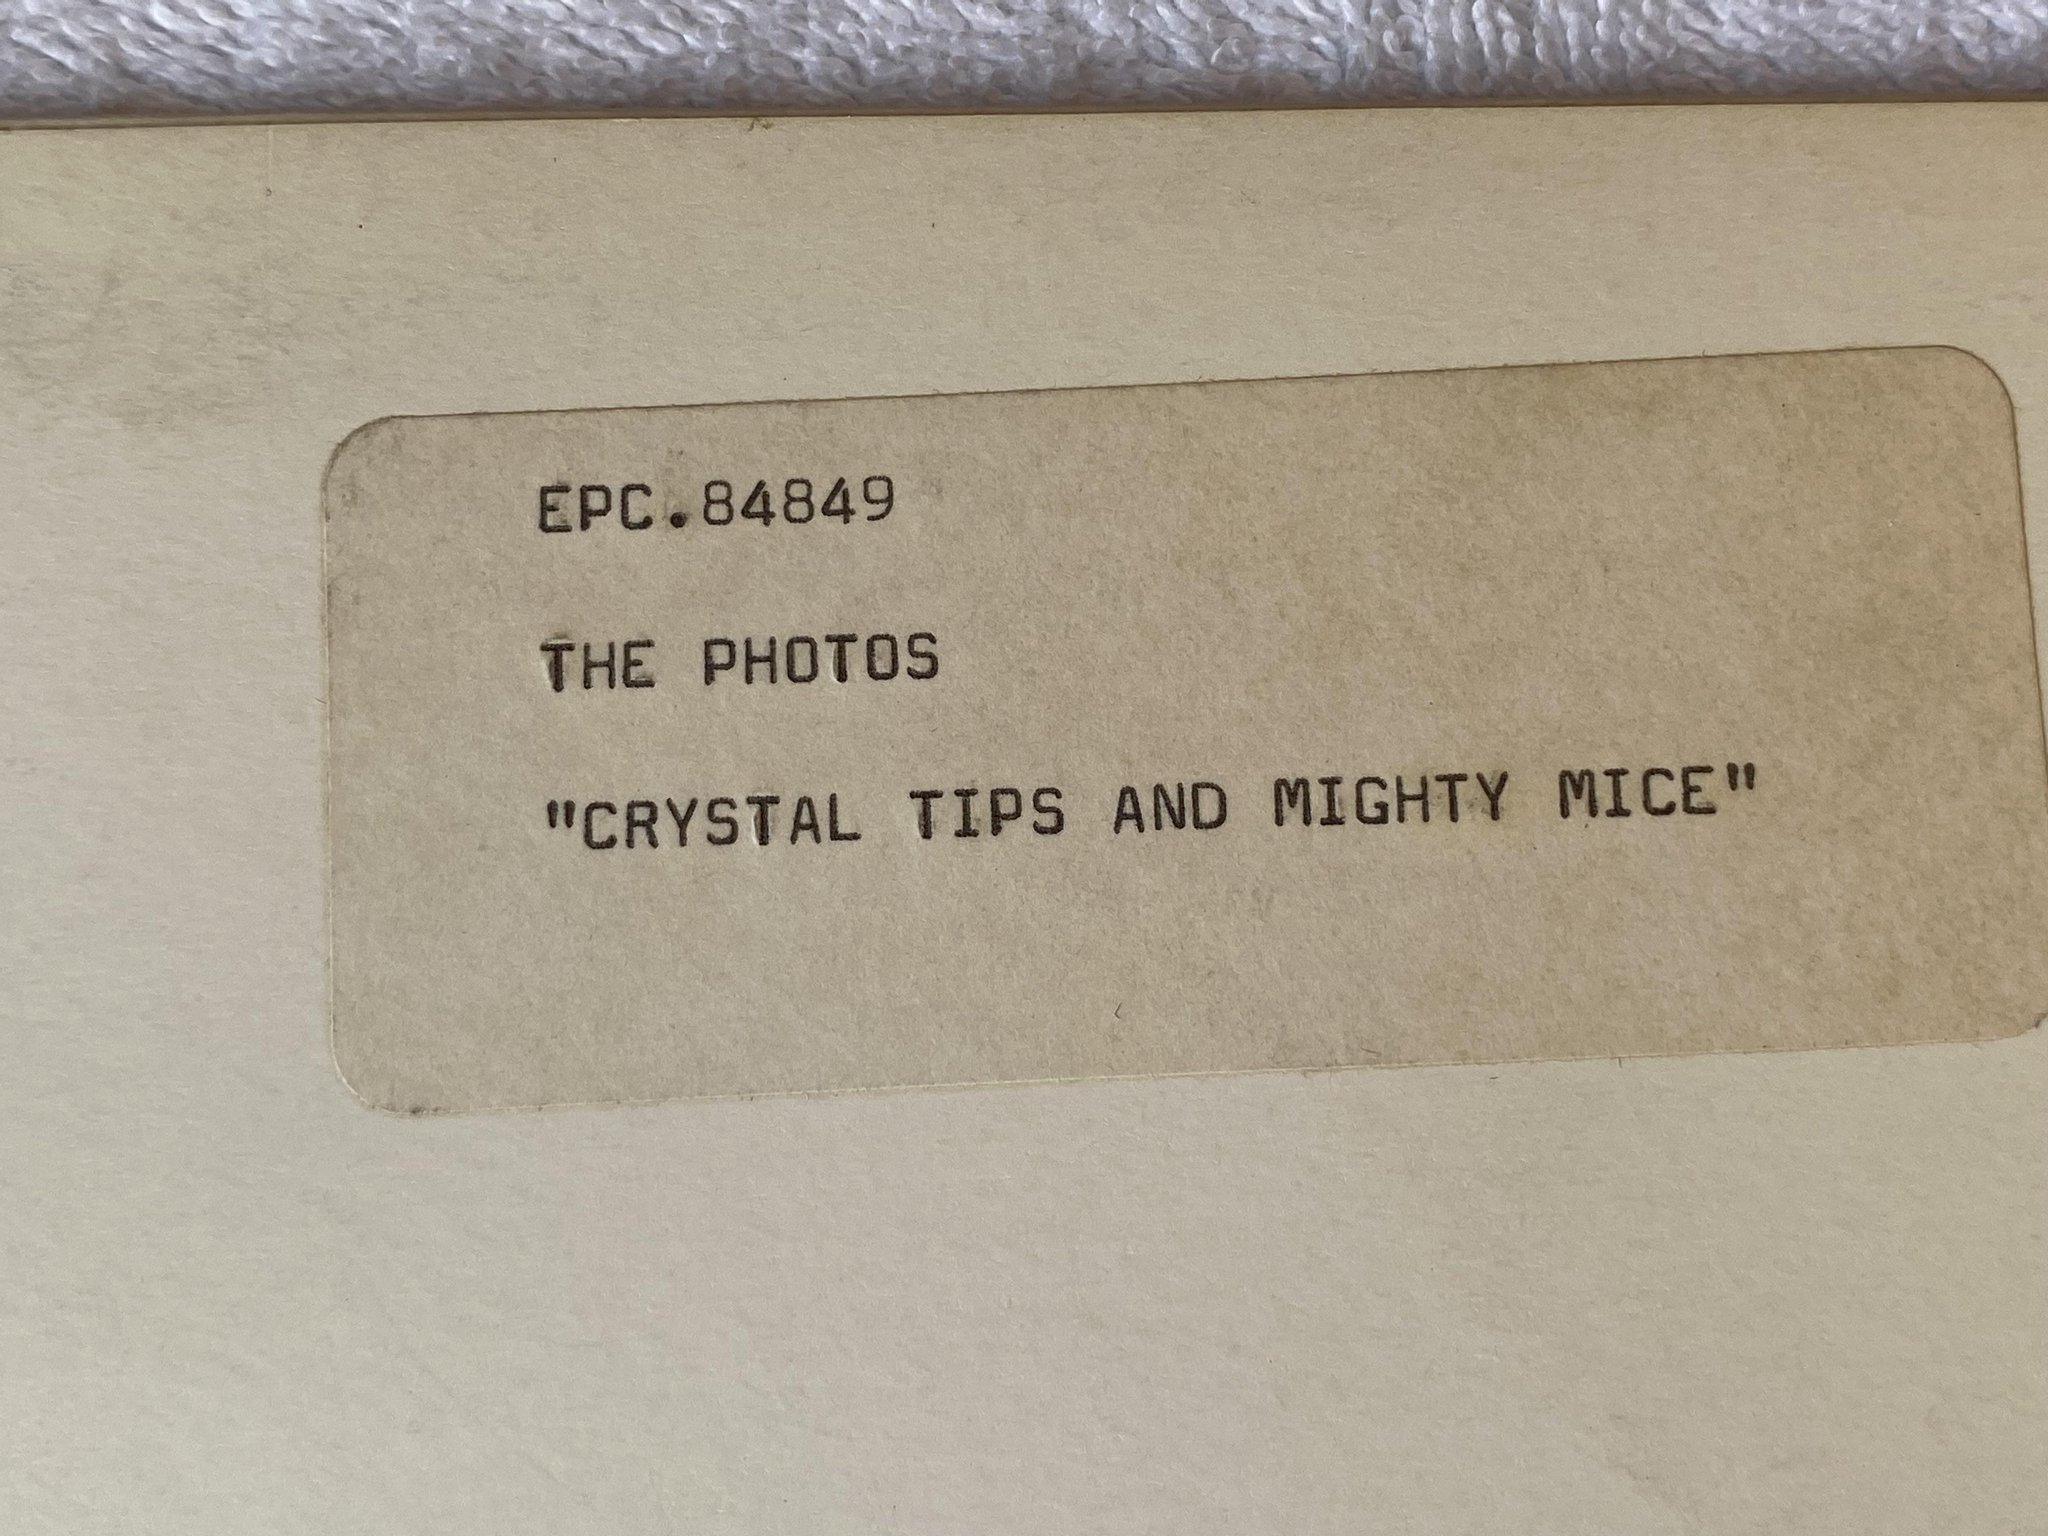 EPC.84849
THE PHOTOS
"CRYSTAL TIPS AND MIGHTY MICE"